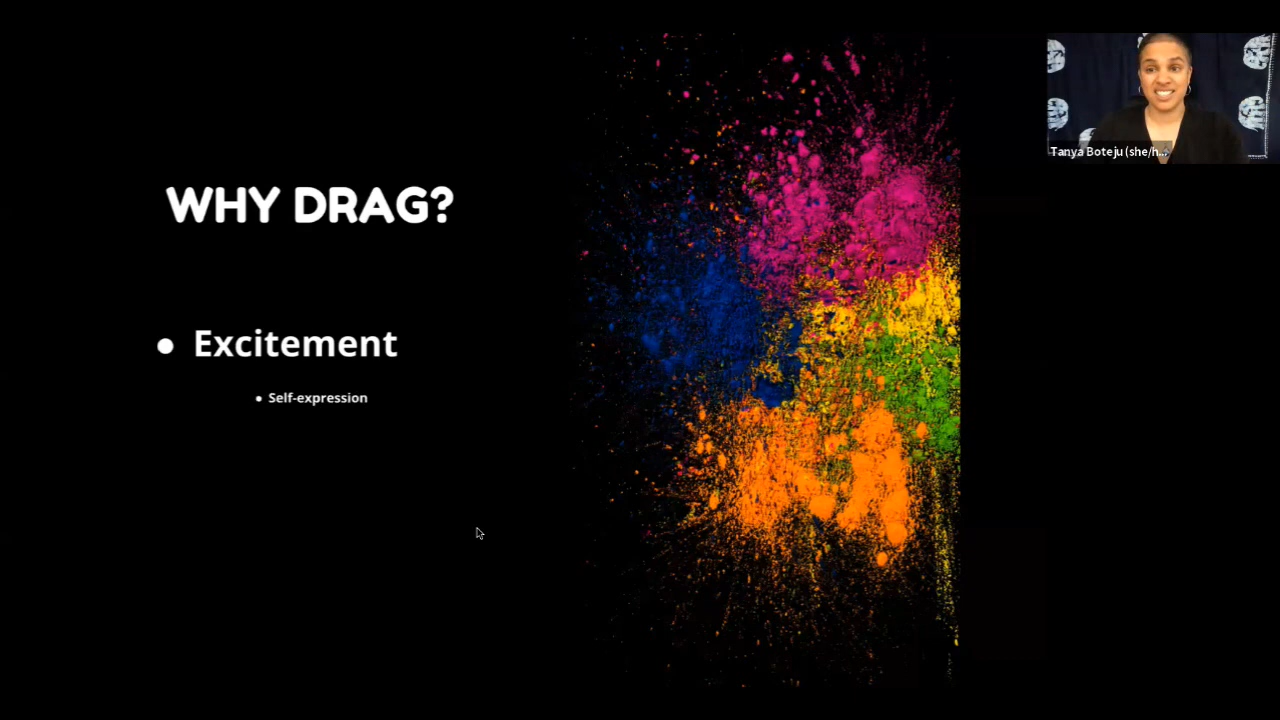 WHY DRAG?
Excitement
Self-expression
Tanya Boteju (she/h...